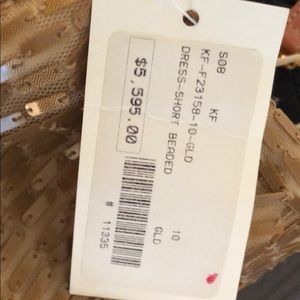 S08 KF
KF-F23158-10-GLD
DRESS-SHORT BEADED
10
GLD
$5,595.00
# 11335